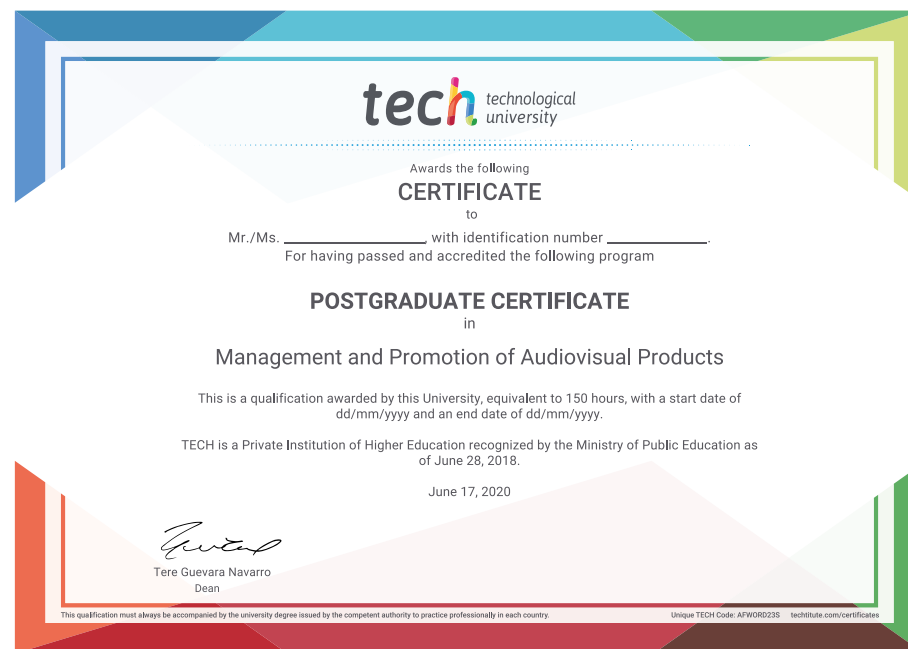 tech technological
university
Awards the following
CERTIFICATE
to
Mr./Ms. ____________________, with identification number ______________.
For having passed and accredited the following program
POSTGRADUATE CERTIFICATE
in
Management and Promotion of Audiovisual Products
This is a qualification awarded by this University, equivalent to 150 hours, with a start date of
dd/mm/yyyy and an end date of dd/mm/yyyy.
TECH is a Private Institution of Higher Education recognized by the Ministry of Public Education as
of June 28, 2018.
June 17, 2020
Tere Guevara Navarro
Dean
This qualification must always be accompanied by the university degree issued by the competent authority to practice professionally in each country. Unique TECH Code: AFWORD23S techtitute.com/certificates